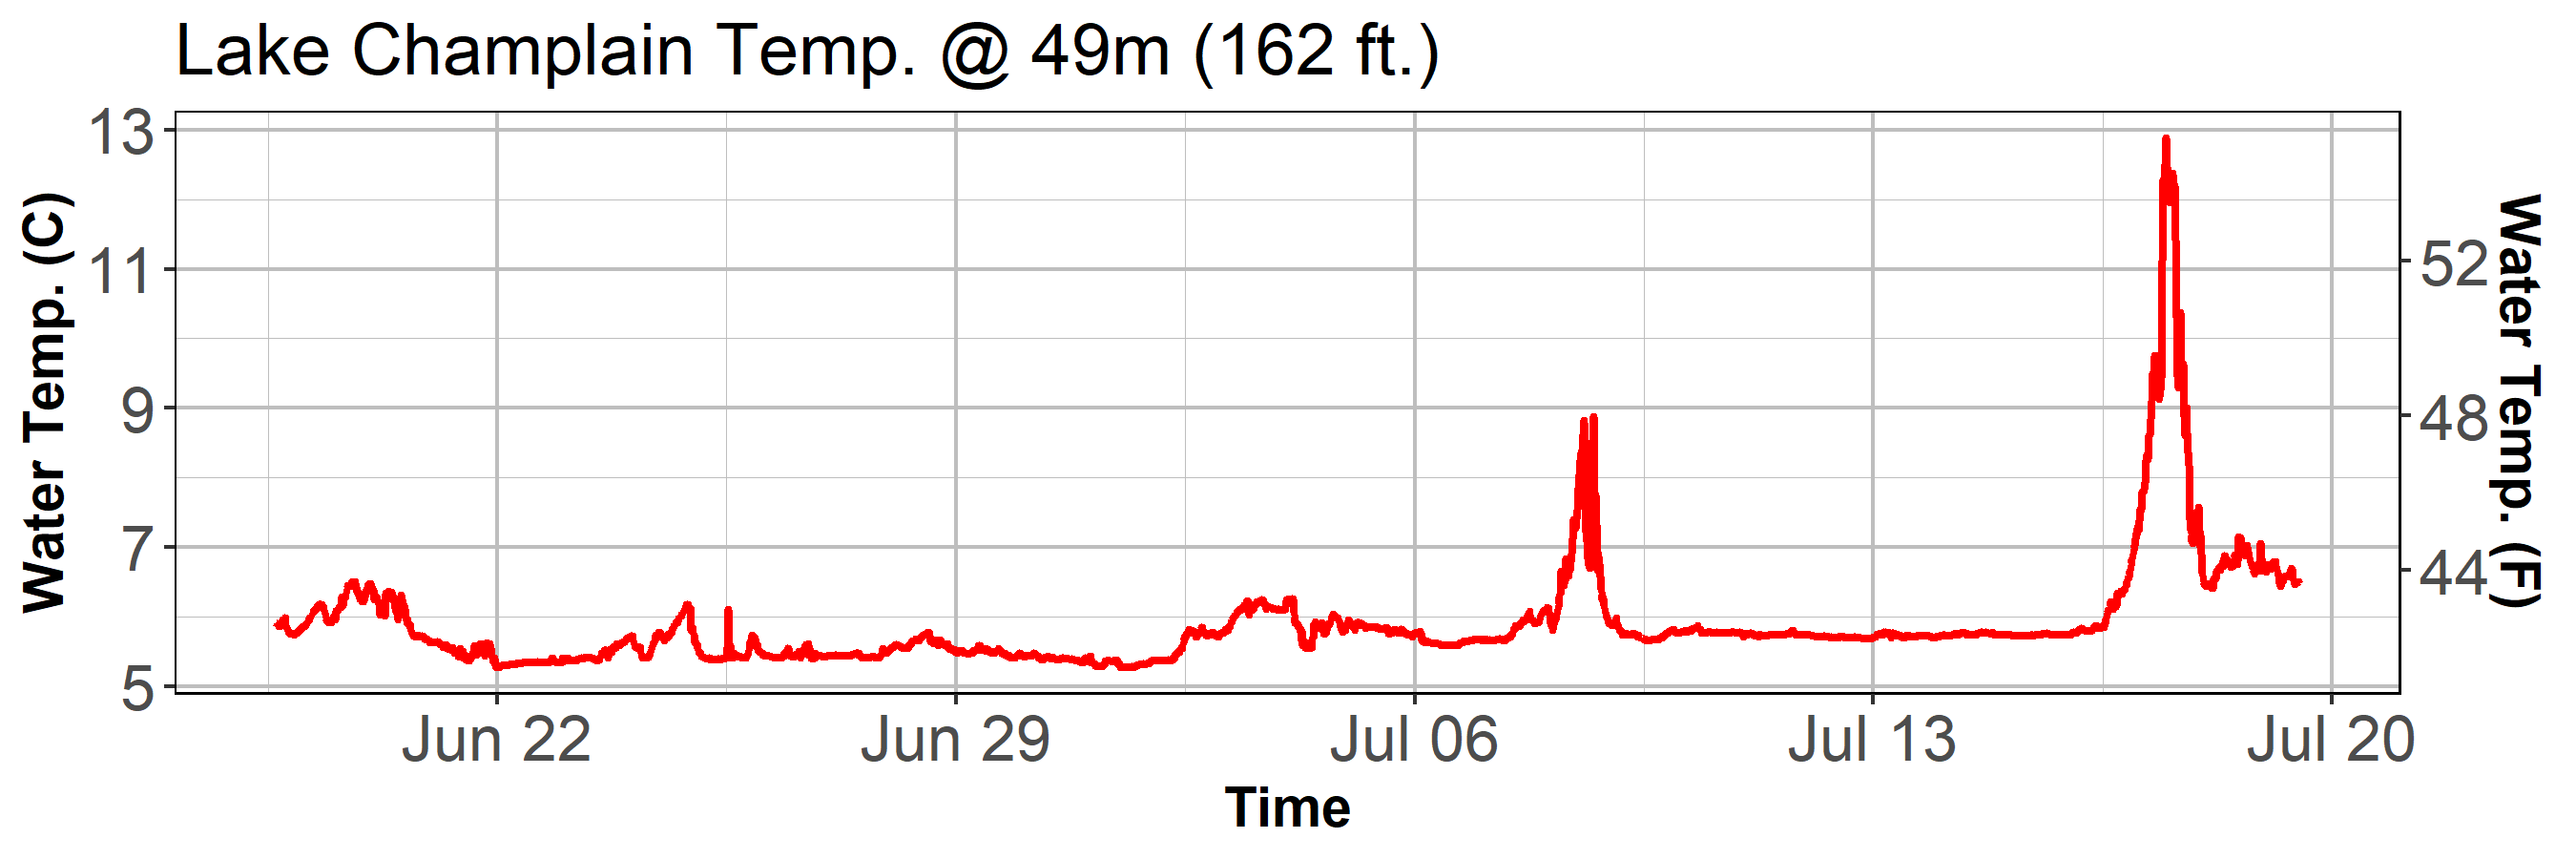 Lake Champlain Temp. @ 49m (162 ft.)
Water Temp. (C)
13
11
9
7
5
52
48
44
Water Temp. (F)
Jun 22
Jun 29
Jul 06
Jul 13
Jul 20
Time